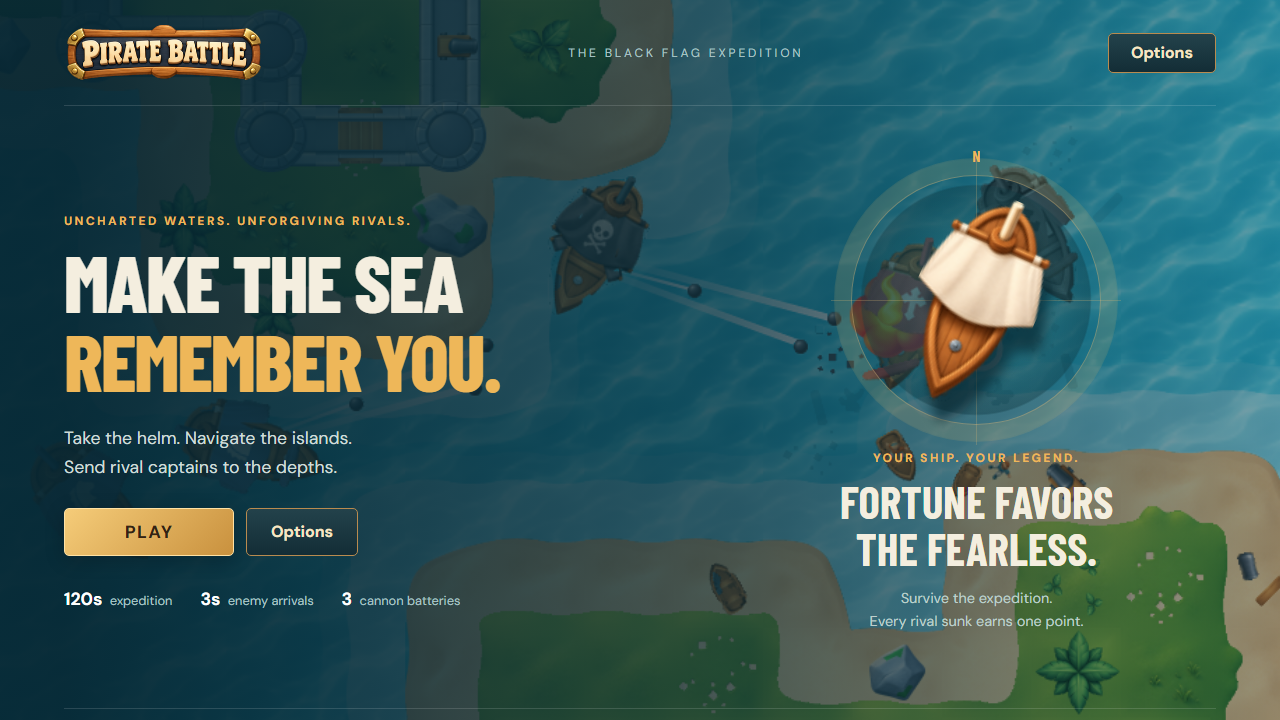 PIRATE BATTLE
THE BLACK FLAG EXPEDITION
Options
UNCHARTED WATERS. UNFORGIVING RIVALS.
MAKE THE SEA
REMEMBER YOU.
Take the helm. Navigate the islands.
Send rival captains to the depths.
PLAY
Options
120s expedition
3s enemy arrivals
3 cannon batteries
N
YOUR SHIP. YOUR LEGEND.
FORTUNE FAVORS
THE FEARLESS.
Survive the expedition.
Every rival sunk earns one point.